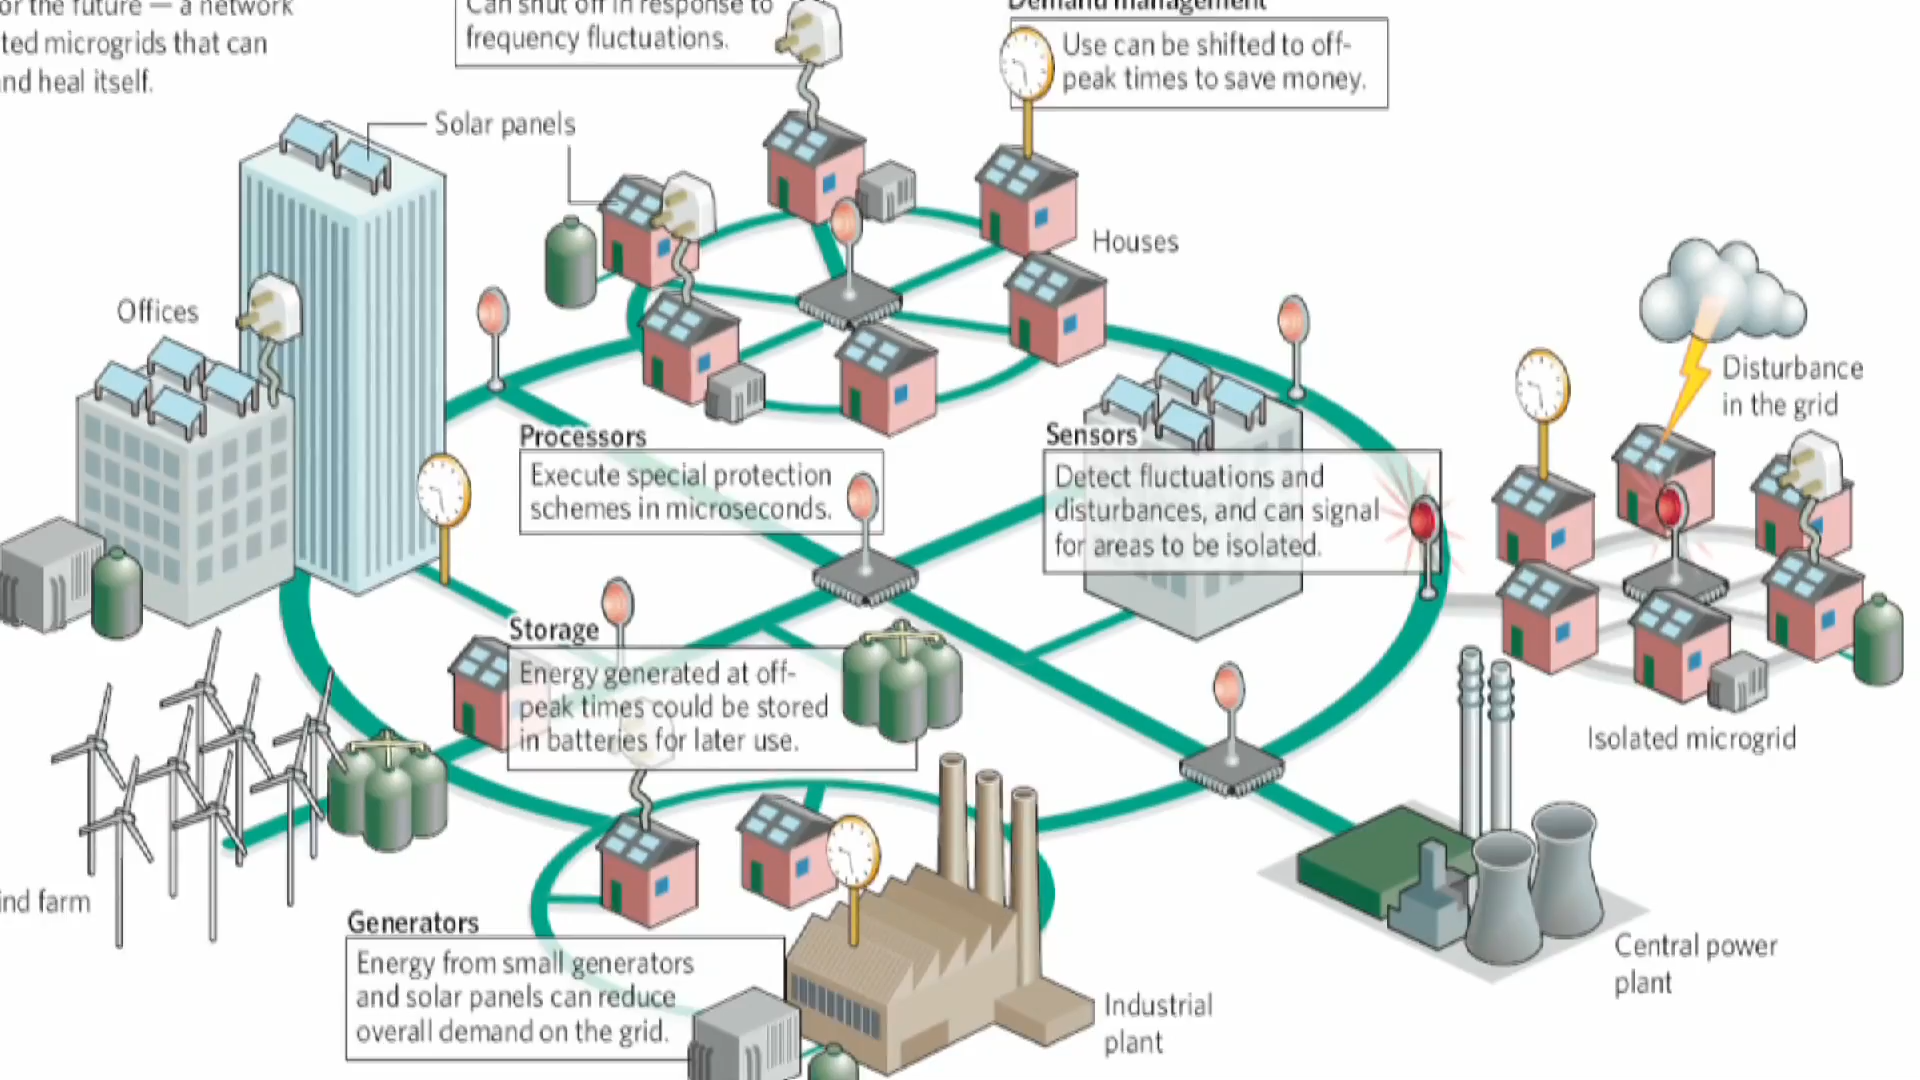 or the future — a network
ted microgrids that can
nd heal itself.
Can shut off in response to
frequency fluctuations.
Demand management
Use can be shifted to off-
peak times to save money.
Solar panels
Houses
Offices
Disturbance
in the grid
Processors
Execute special protection
schemes in microseconds.
Sensors
Detect fluctuations and
disturbances, and can signal
for areas to be isolated.
Storage
Energy generated at off-
peak times could be stored
in batteries for later use.
Isolated microgrid
ind farm
Generators
Energy from small generators
and solar panels can reduce
overall demand on the grid.
Central power
plant
Industrial
plant